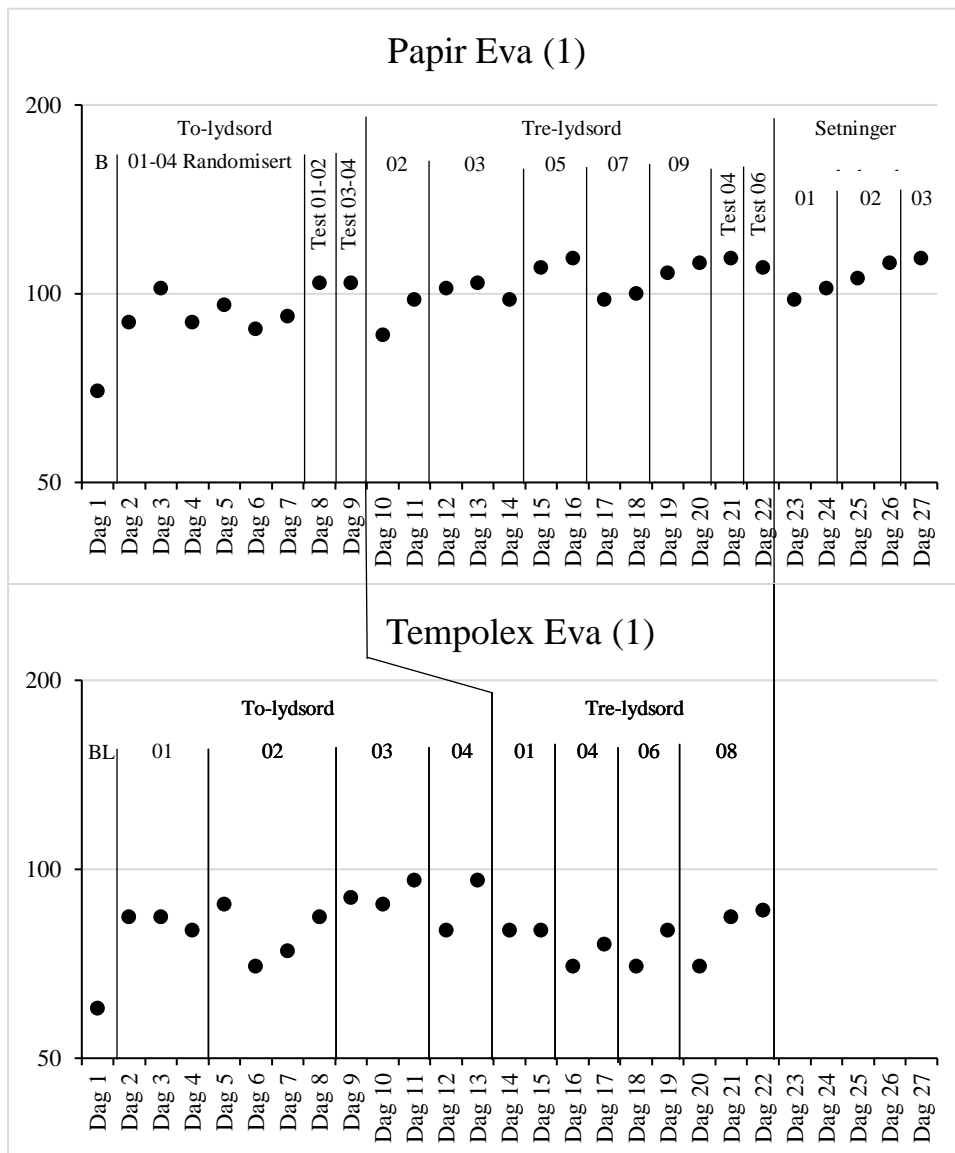 Papir Eva (1)
200
To-lydsord Tre-lydsord Setninger
B 01-04 Randomisert Test 01-02 Test 03-04 02 03 05 07 09 Test 04 Test 06 01 02 03
100
50
Dag 1 Dag 2 Dag 3 Dag 4 Dag 5 Dag 6 Dag 7 Dag 8 Dag 9 Dag 10 Dag 11 Dag 12 Dag 13 Dag 14 Dag 15 Dag 16 Dag 17 Dag 18 Dag 19 Dag 20 Dag 21 Dag 22 Dag 23 Dag 24 Dag 25 Dag 26 Dag 27
Tempolex Eva (1)
200
To-lydsord Tre-lydsord
BL 01 02 03 04 01 04 06 08
100
50
Dag 1 Dag 2 Dag 3 Dag 4 Dag 5 Dag 6 Dag 7 Dag 8 Dag 9 Dag 10 Dag 11 Dag 12 Dag 13 Dag 14 Dag 15 Dag 16 Dag 17 Dag 18 Dag 19 Dag 20 Dag 21 Dag 22 Dag 23 Dag 24 Dag 25 Dag 26 Dag 27